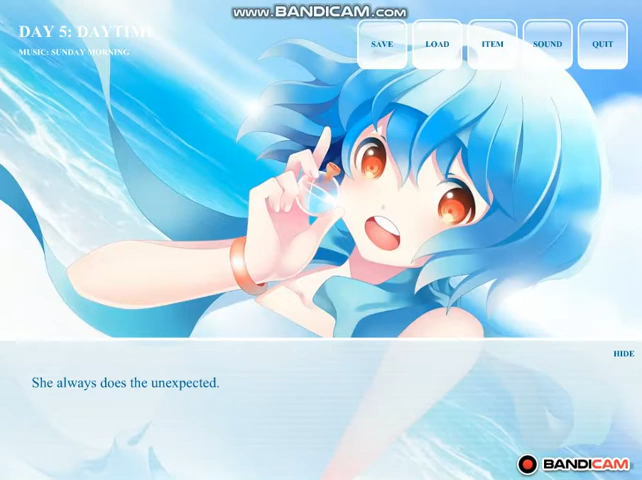 www.BANDICAM.com
DAY 5: DAYTIME
MUSIC: SUNDAY MORNING
SAVE
LOAD
ITEM
SOUND
QUIT
HIDE
She always does the unexpected.
BANDICAM